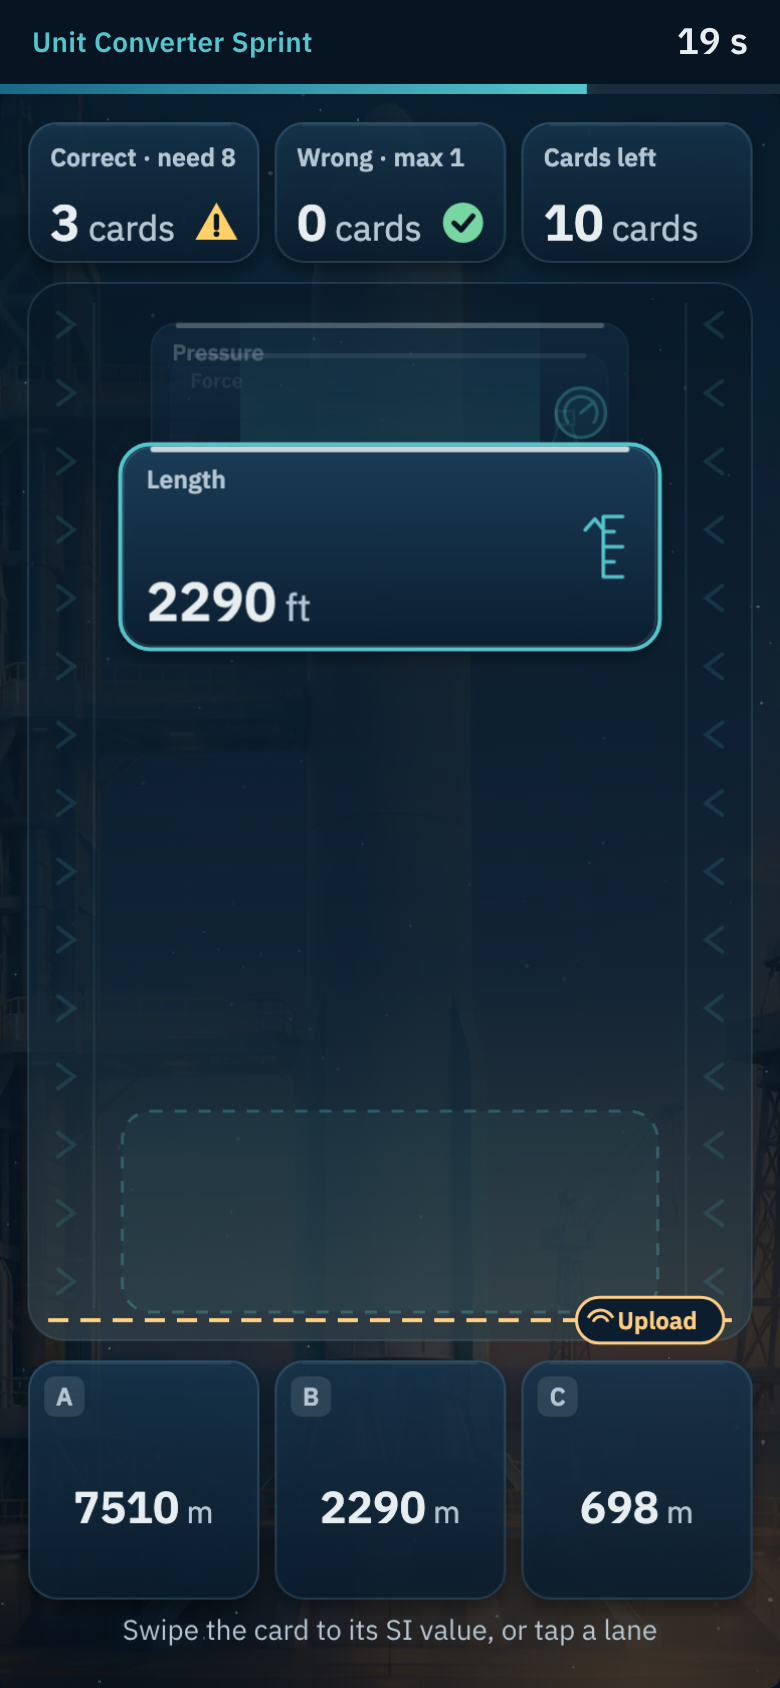 Unit Converter Sprint
19 s
Correct · need 8
3 cards
Wrong · max 1
0 cards
Cards left
10 cards
Pressure
Force
Length
2290 ft
Upload
A
7510 m
B
2290 m
C
698 m
Swipe the card to its SI value, or tap a lane